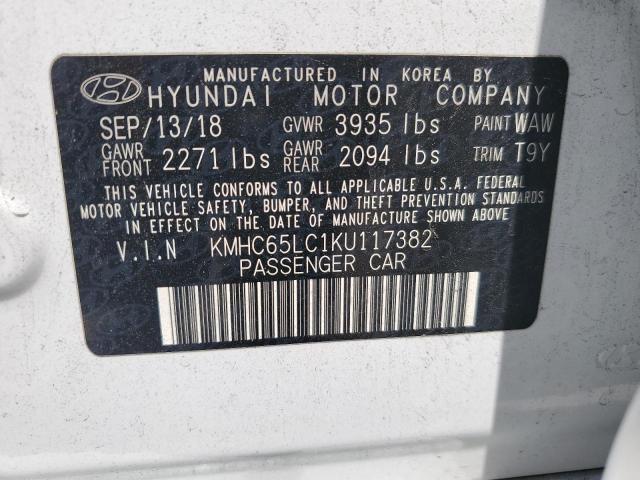 MANUFACTURED IN KOREA BY
HYUNDAI MOTOR COMPANY
SEP/13/18 GVWR 3935 lbs PAINT WAW
GAWR FRONT 2271 lbs GAWR REAR 2094 lbs TRIM T9Y
THIS VEHICLE CONFORMS TO ALL APPLICABLE U.S.A. FEDERAL
MOTOR VEHICLE SAFETY, BUMPER, AND THEFT PREVENTION STANDARDS
IN EFFECT ON THE DATE OF MANUFACTURE SHOWN ABOVE
V.I.N KMHC65LC1KU117382
PASSENGER CAR